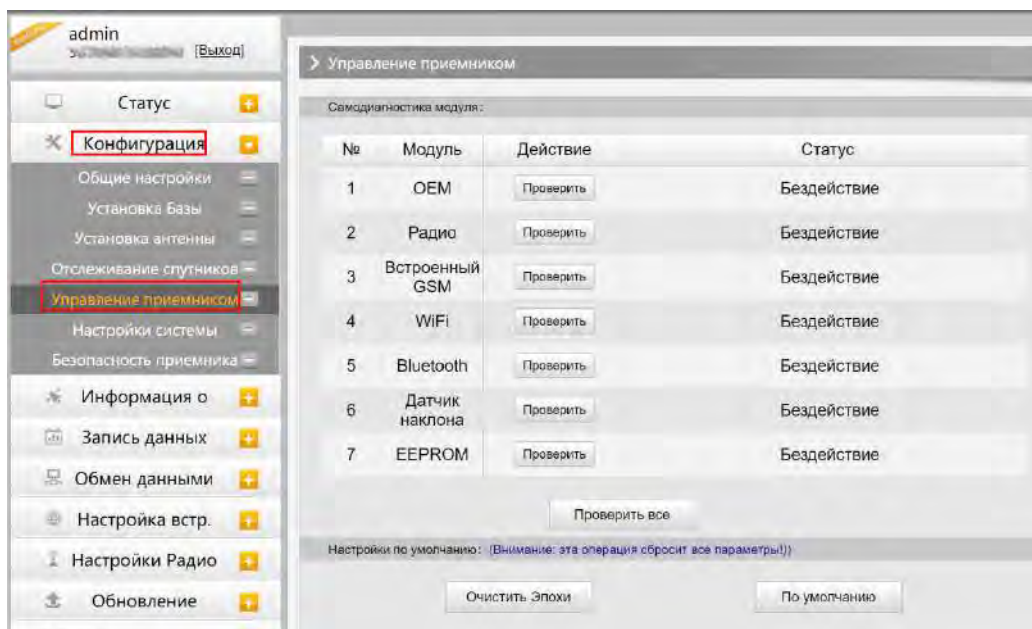 admin
[Выход]
Статус
Конфигурация
Общие настройки
Установка Базы
Установка антенны
Отслеживание спутников
Управление приемником
Настройки системы
Безопасность приемника
Информация о
Запись данных
Обмен данными
Настройка встр.
Настройки Радио
Обновление
Управление приемником
Самодиагностика модуля:
№ Модуль Действие Статус
1 OEM Проверить Бездействие
2 Радио Проверить Бездействие
3 Встроенный GSM Проверить Бездействие
4 WiFi Проверить Бездействие
5 Bluetooth Проверить Бездействие
6 Датчик наклона Проверить Бездействие
7 EEPROM Проверить Бездействие
Проверить все
Настройки по умолчанию: (Внимание: эта операция сбросит все параметры!))
Очистить Эпохи По умолчанию